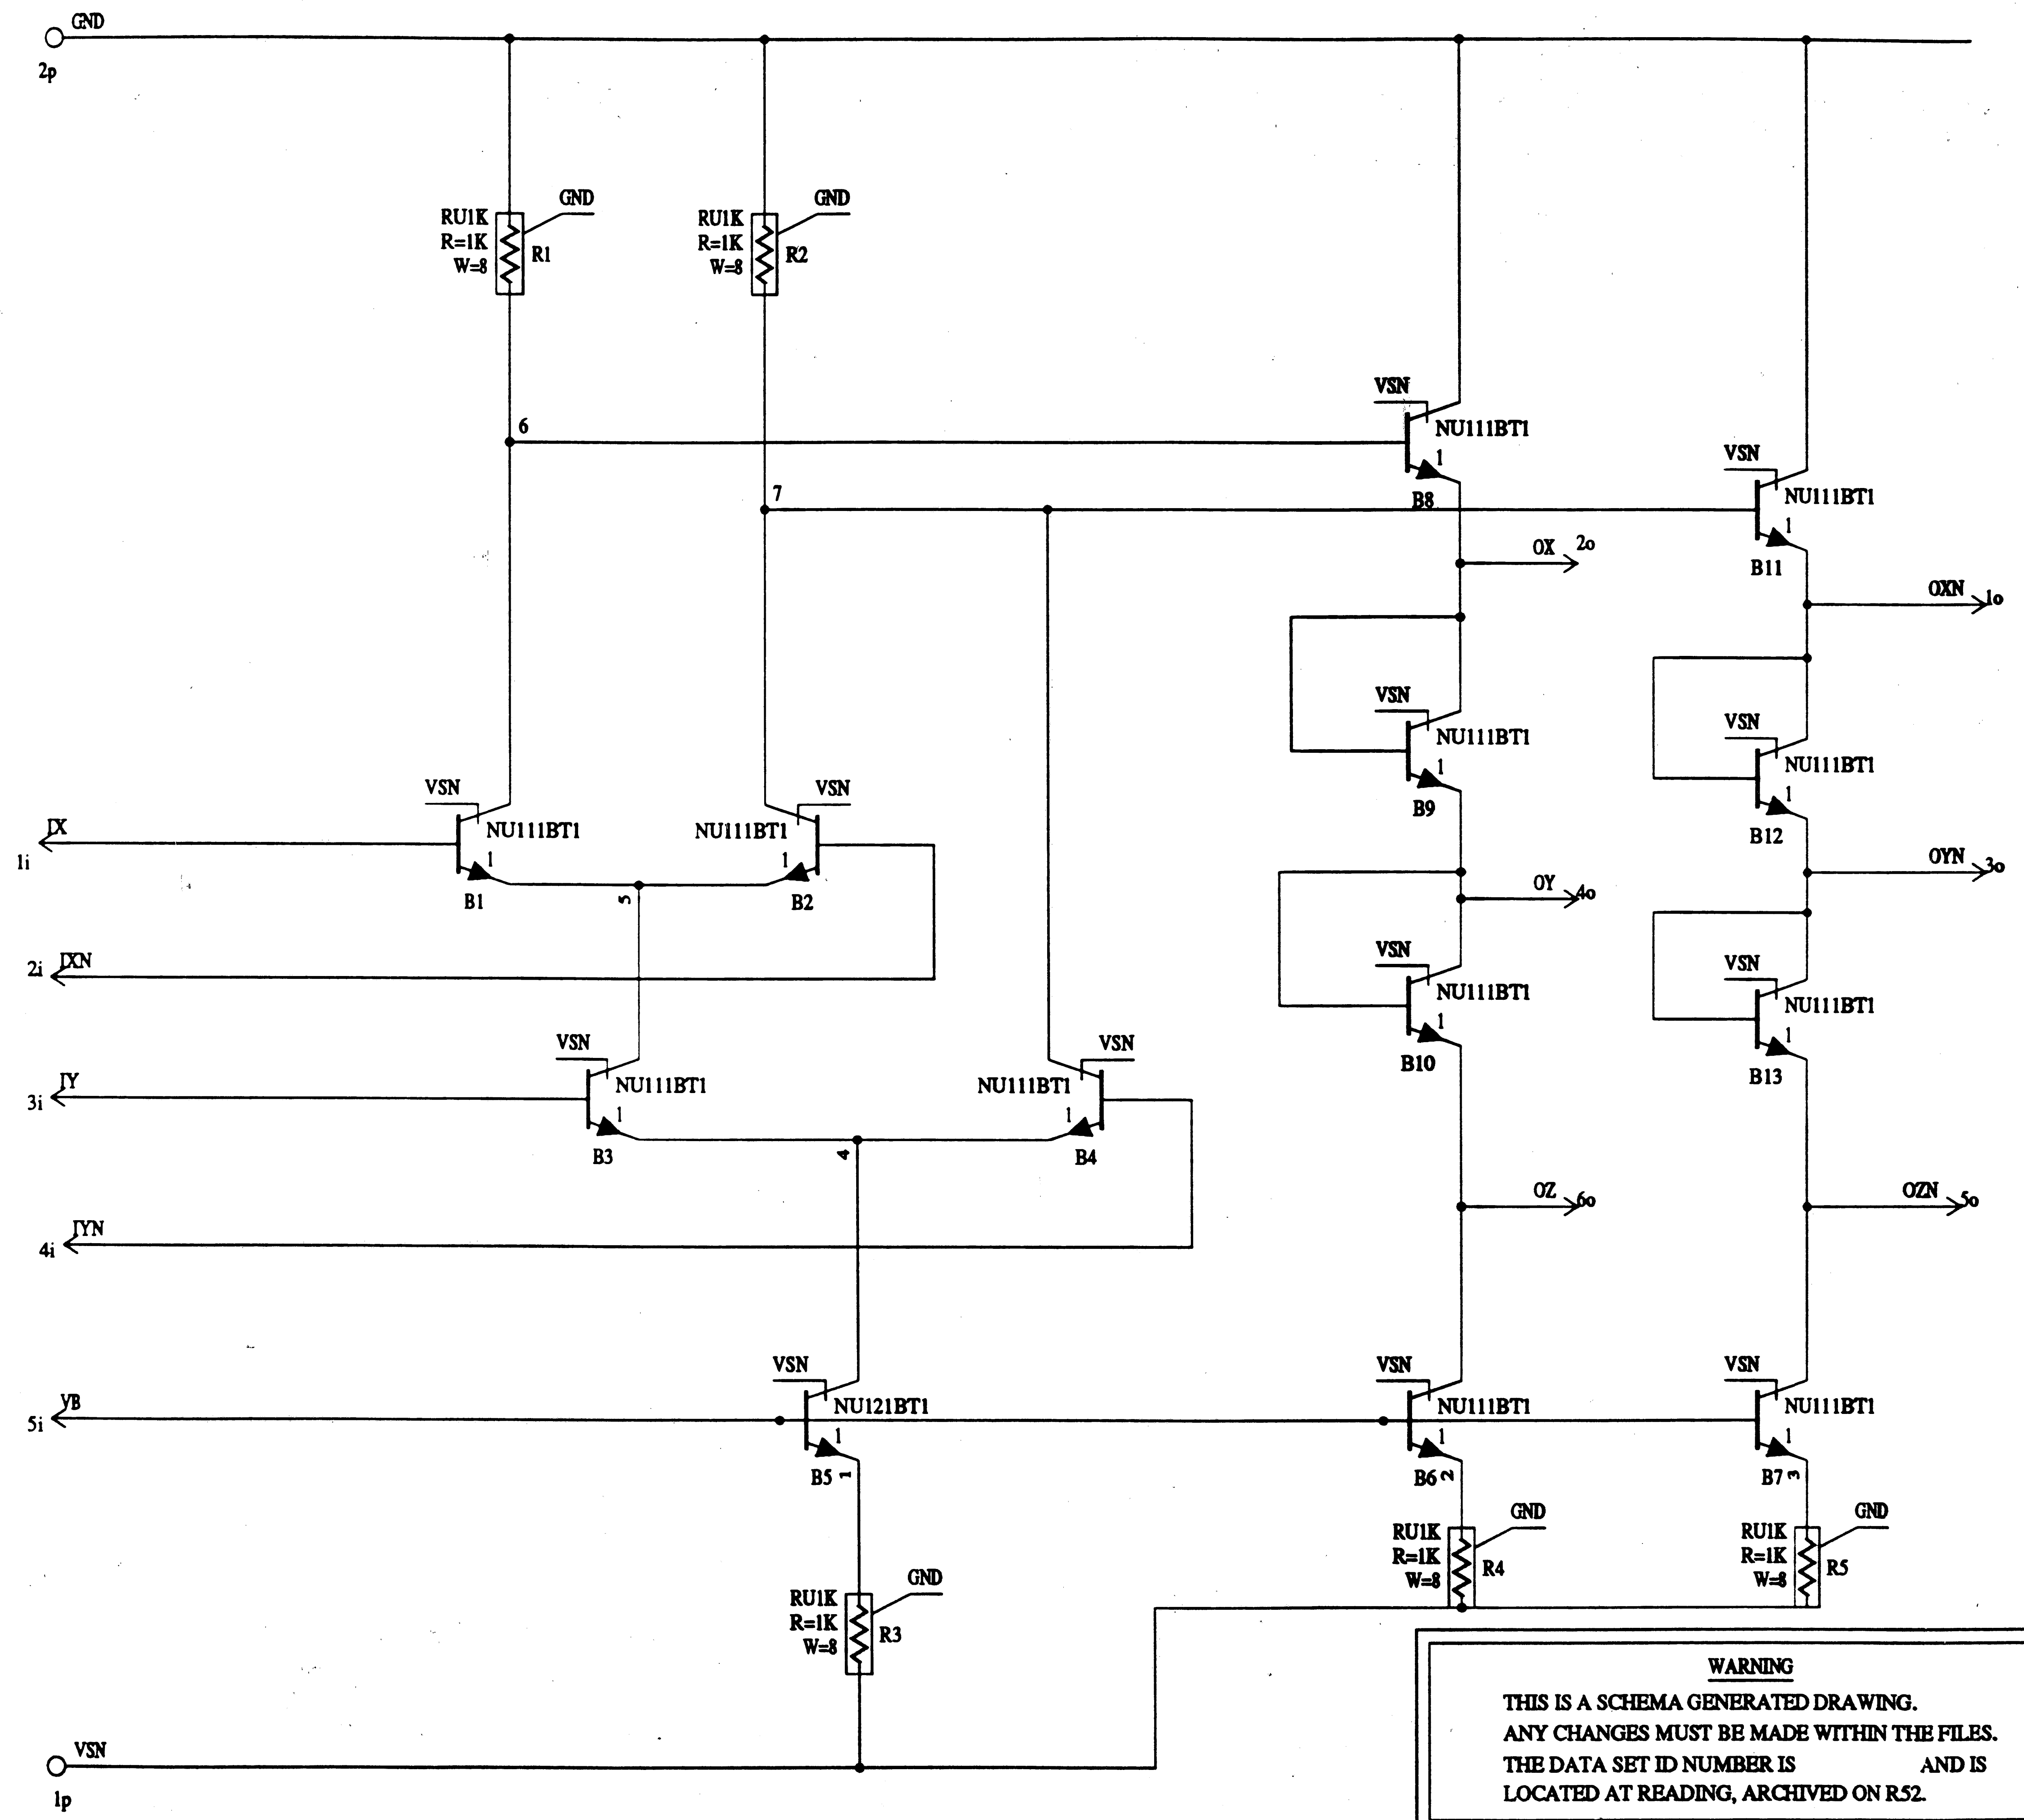 GND
2p
RU1K
R=1K
W=8
GND
R1
RU1K
R=1K
W=8
GND
R2
VSN
NU111BT1
1
B8
6
VSN
NU111BT1
1
B11
7
OX
2o
OXN
1o
VSN
NU111BT1
1
B9
VSN
NU111BT1
1
B12
VSN
NU111BT1
1
B1
VSN
NU111BT1
1
B2
IX
1i
5
OY
4o
OYN
3o
IXN
2i
VSN
NU111BT1
1
B10
VSN
NU111BT1
1
B13
VSN
NU111BT1
1
B3
VSN
NU111BT1
1
B4
IY
3i
4
OZ
6o
OZN
5o
IYN
4i
VSN
NU121BT1
1
B5
1
VSN
NU111BT1
1
B6
2
VSN
NU111BT1
1
B7
3
VB
5i
RU1K
R=1K
W=8
GND
R4
RU1K
R=1K
W=8
GND
R5
RU1K
R=1K
W=8
GND
R3
VSN
1p
WARNING
THIS IS A SCHEMA GENERATED DRAWING.
ANY CHANGES MUST BE MADE WITHIN THE FILES.
THE DATA SET ID NUMBER IS AND IS
LOCATED AT READING, ARCHIVED ON R52.